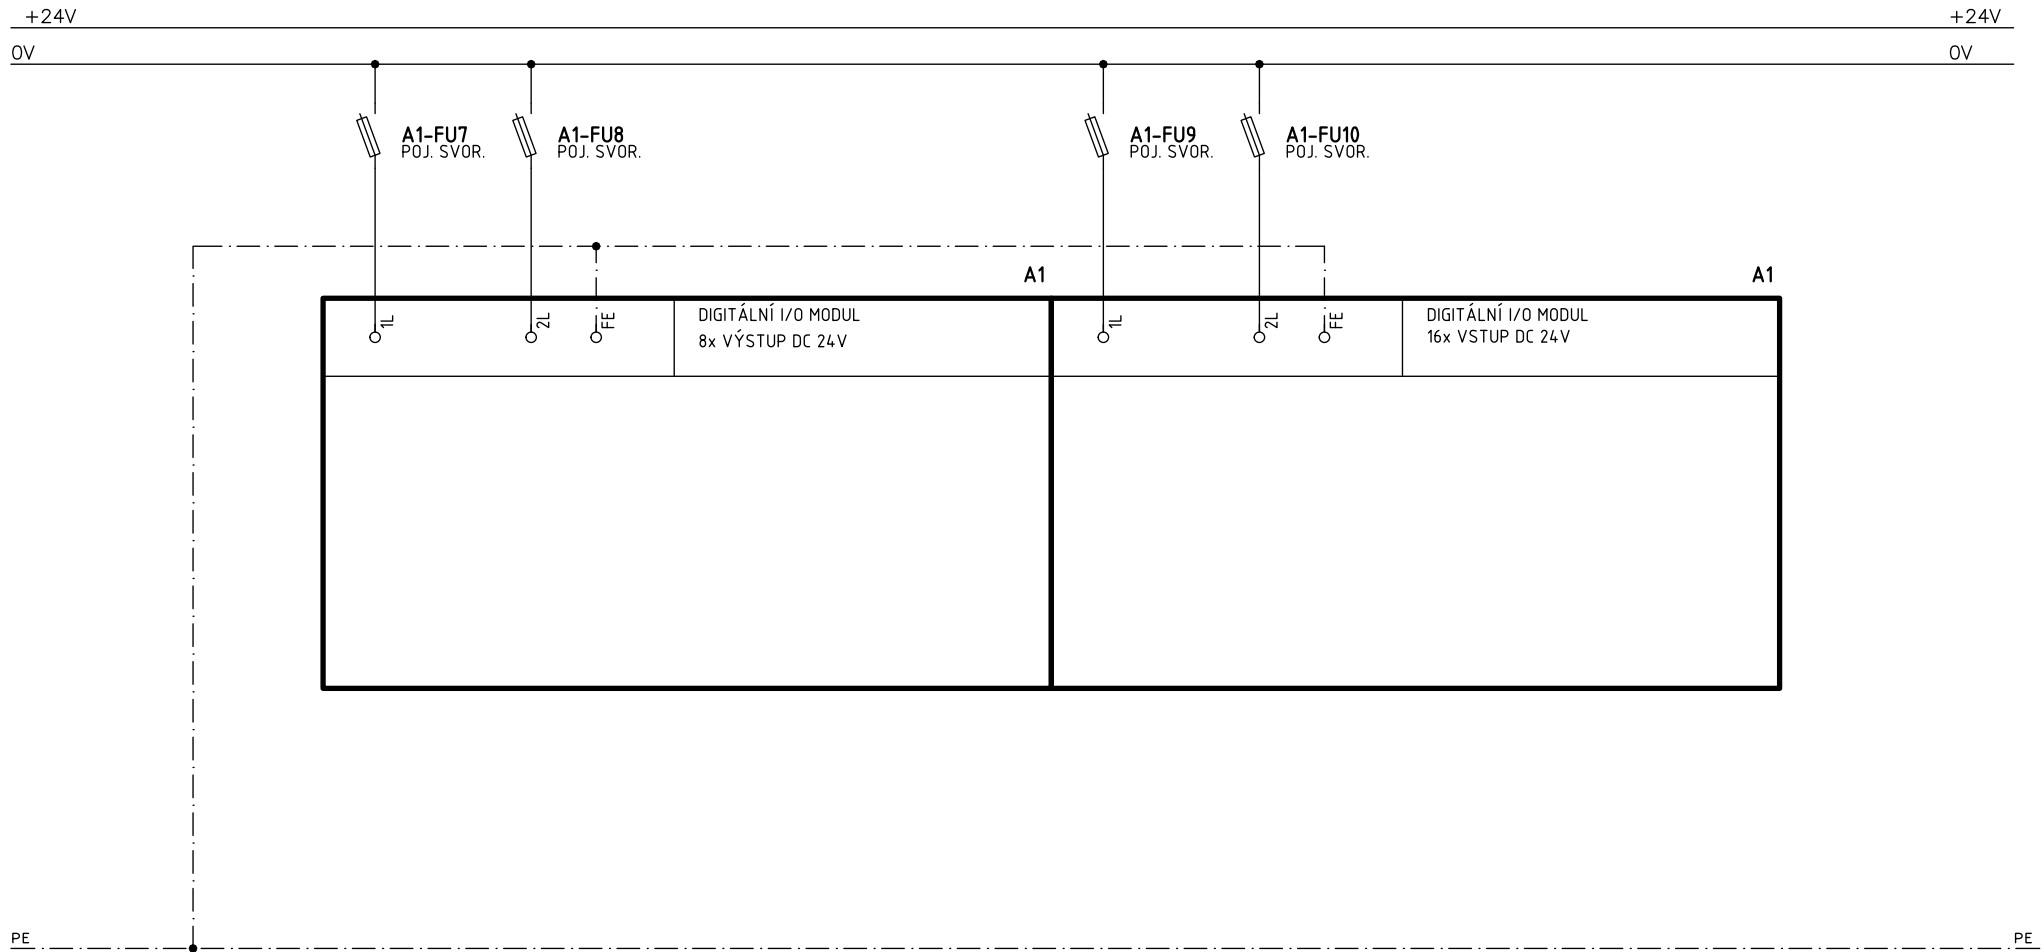 +24V +24V
0V 0V
A1-FU7 A1-FU8 A1-FU9 A1-FU10
POJ. SVOR. POJ. SVOR. POJ. SVOR. POJ. SVOR.
A1 A1
1L 2L FE DIGITÁLNÍ I/O MODUL 1L 2L FE DIGITÁLNÍ I/O MODUL
8x VÝSTUP DC 24V 16x VSTUP DC 24V
PE PE